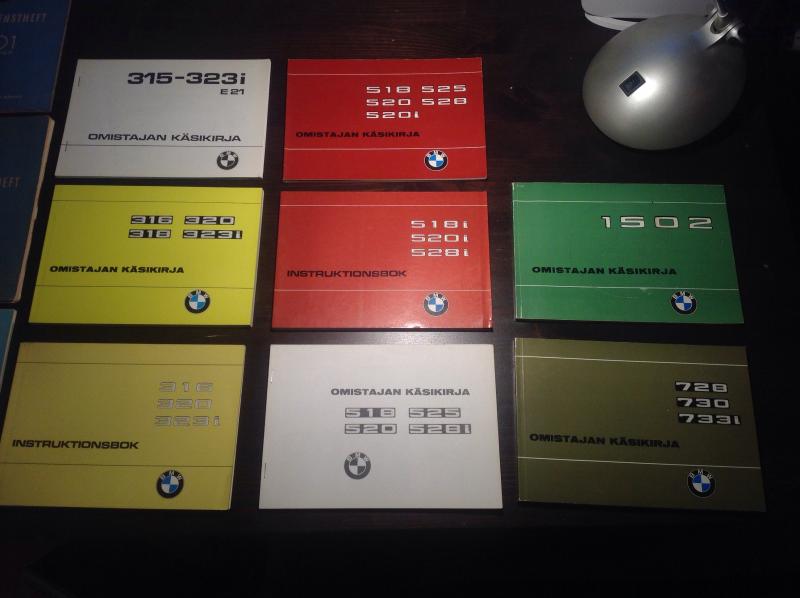 315-323i
E21
OMISTAJAN KÄSIKIRJA
BMW
518 525
520 528
520i
OMISTAJAN KÄSIKIRJA
BMW
316 320
318 323i
OMISTAJAN KÄSIKIRJA
BMW
518i
520i
528i
INSTRUKTIONSBOK
BMW
1502
OMISTAJAN KÄSIKIRJA
BMW
316
320
323i
INSTRUKTIONSBOK
BMW
OMISTAJAN KÄSIKIRJA
518 525
520 528i
BMW
728
730
733i
OMISTAJAN KÄSIKIRJA
BMW